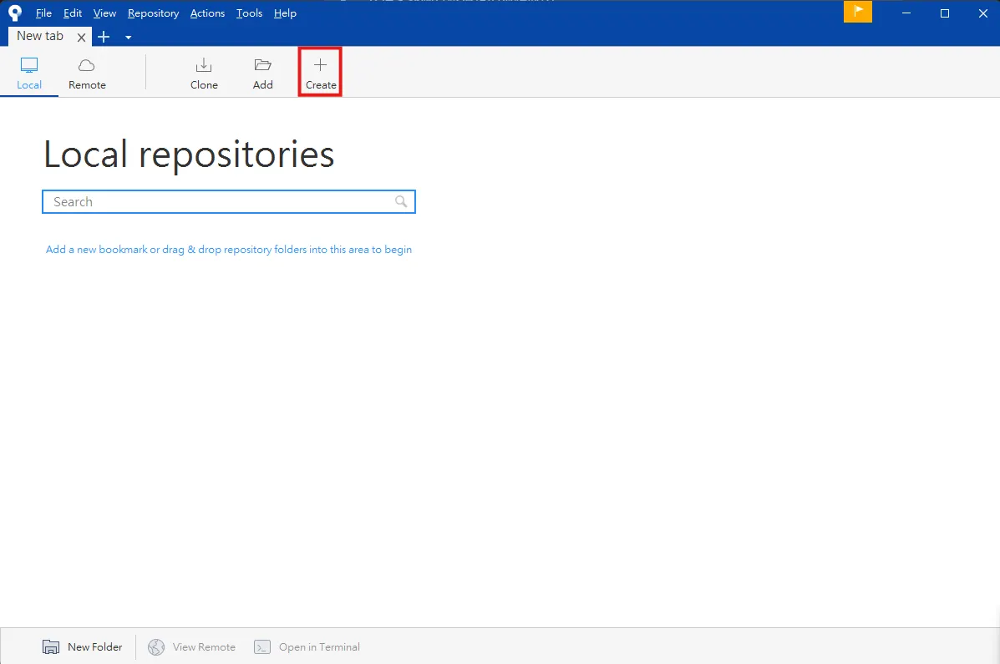 File Edit View Repository Actions Tools Help
New tab
Local Remote Clone Add Create
Local repositories
Search
Add a new bookmark or drag & drop repository folders into this area to begin
New Folder View Remote Open in Terminal